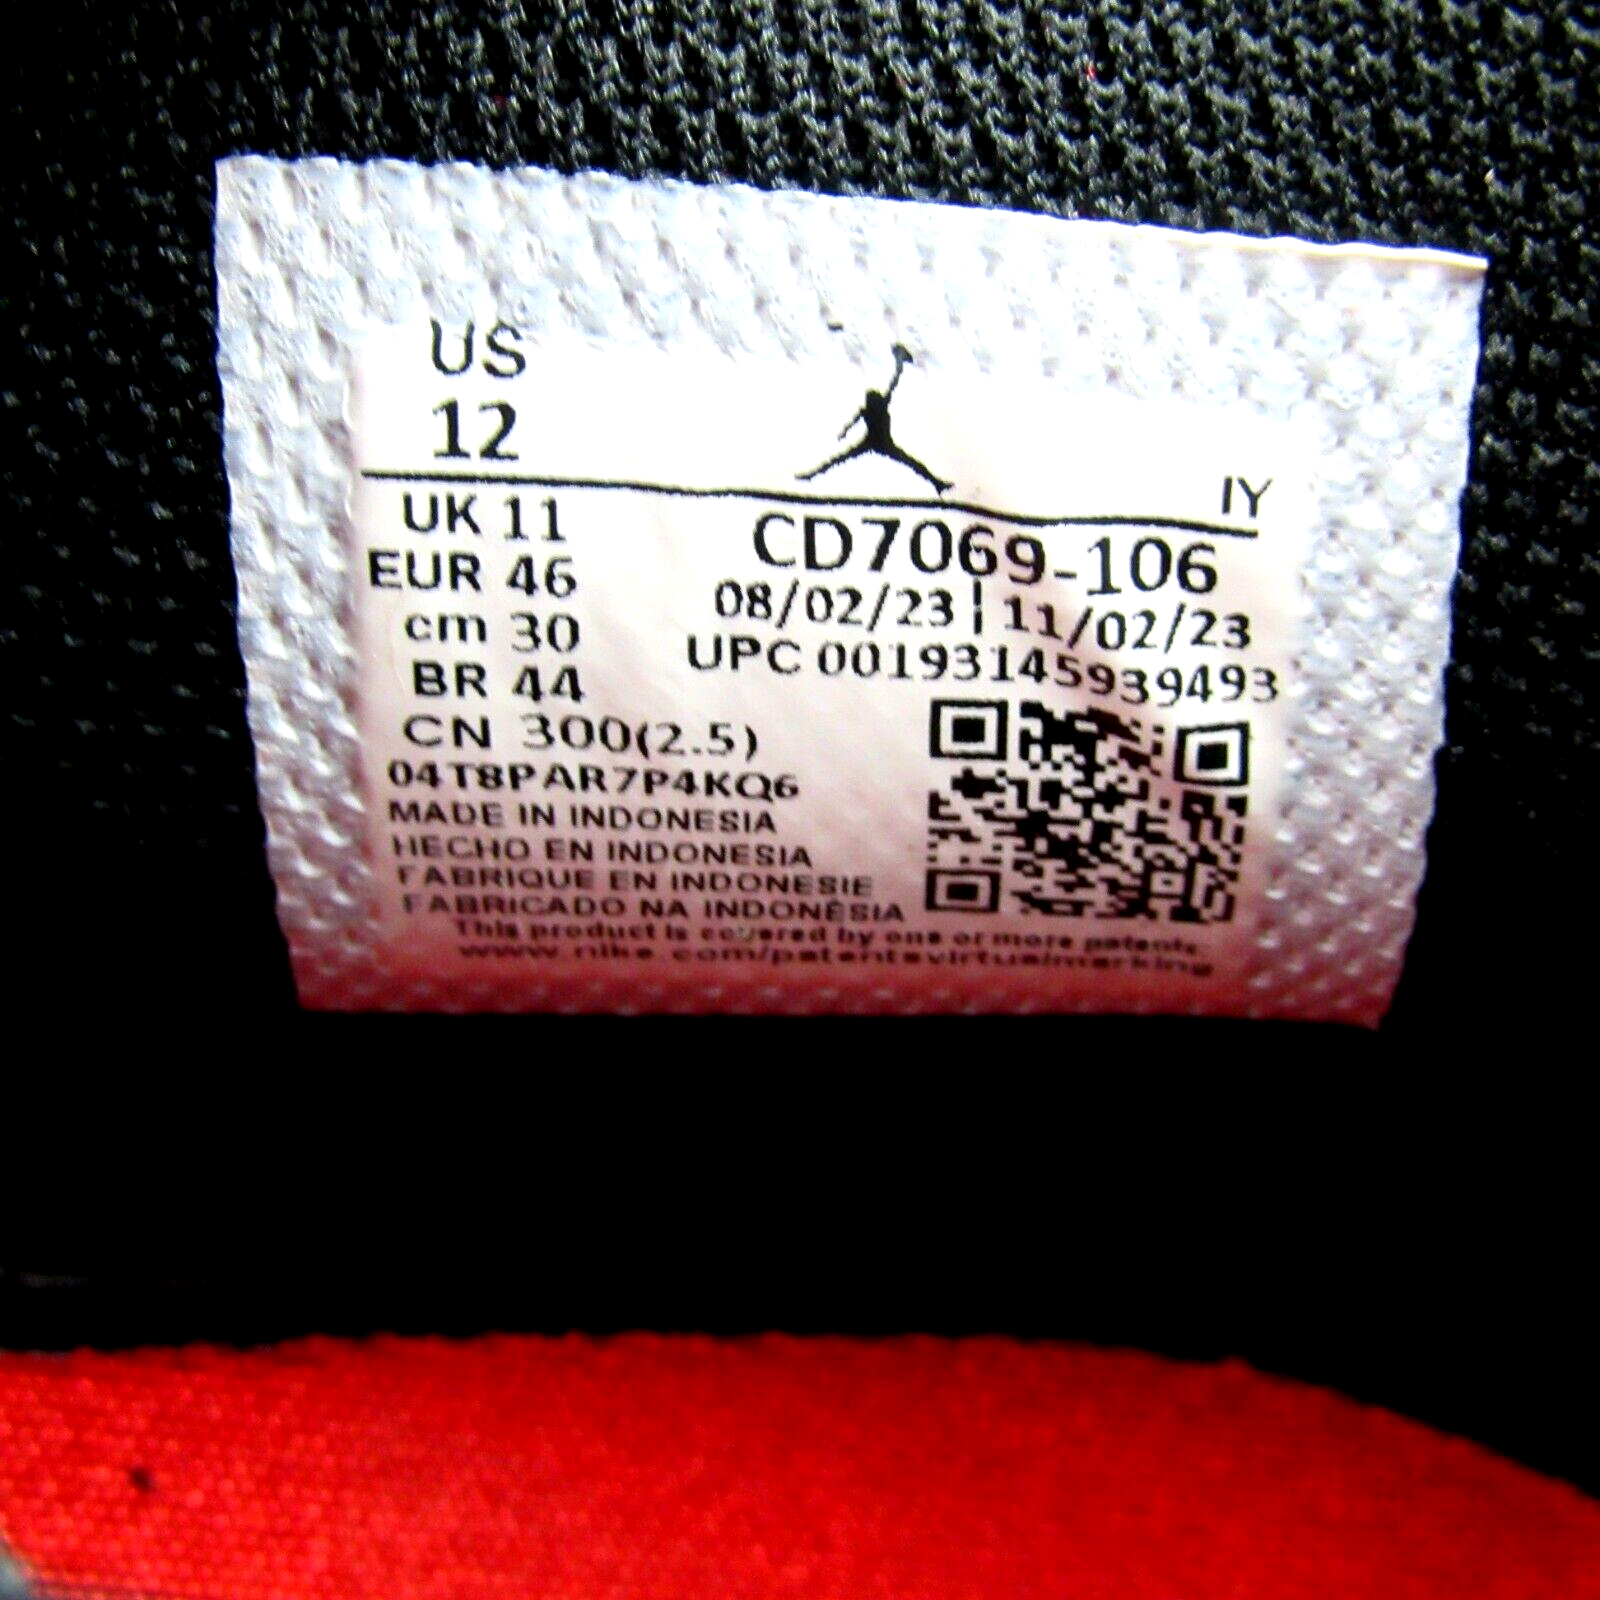 US
12
IY
UK 11
EUR 46
cm 30
BR 44
CN 300(2.5)
CD7069-106
08/02/23 | 11/02/23
UPC 00193145939493
04T8PAR7P4KQ6
MADE IN INDONESIA
HECHO EN INDONESIA
FABRIQUE EN INDONESIE
FABRICADO NA INDONÉSIA
This product is covered by one or more patents
www.nike.com/patentsvirtualmarking